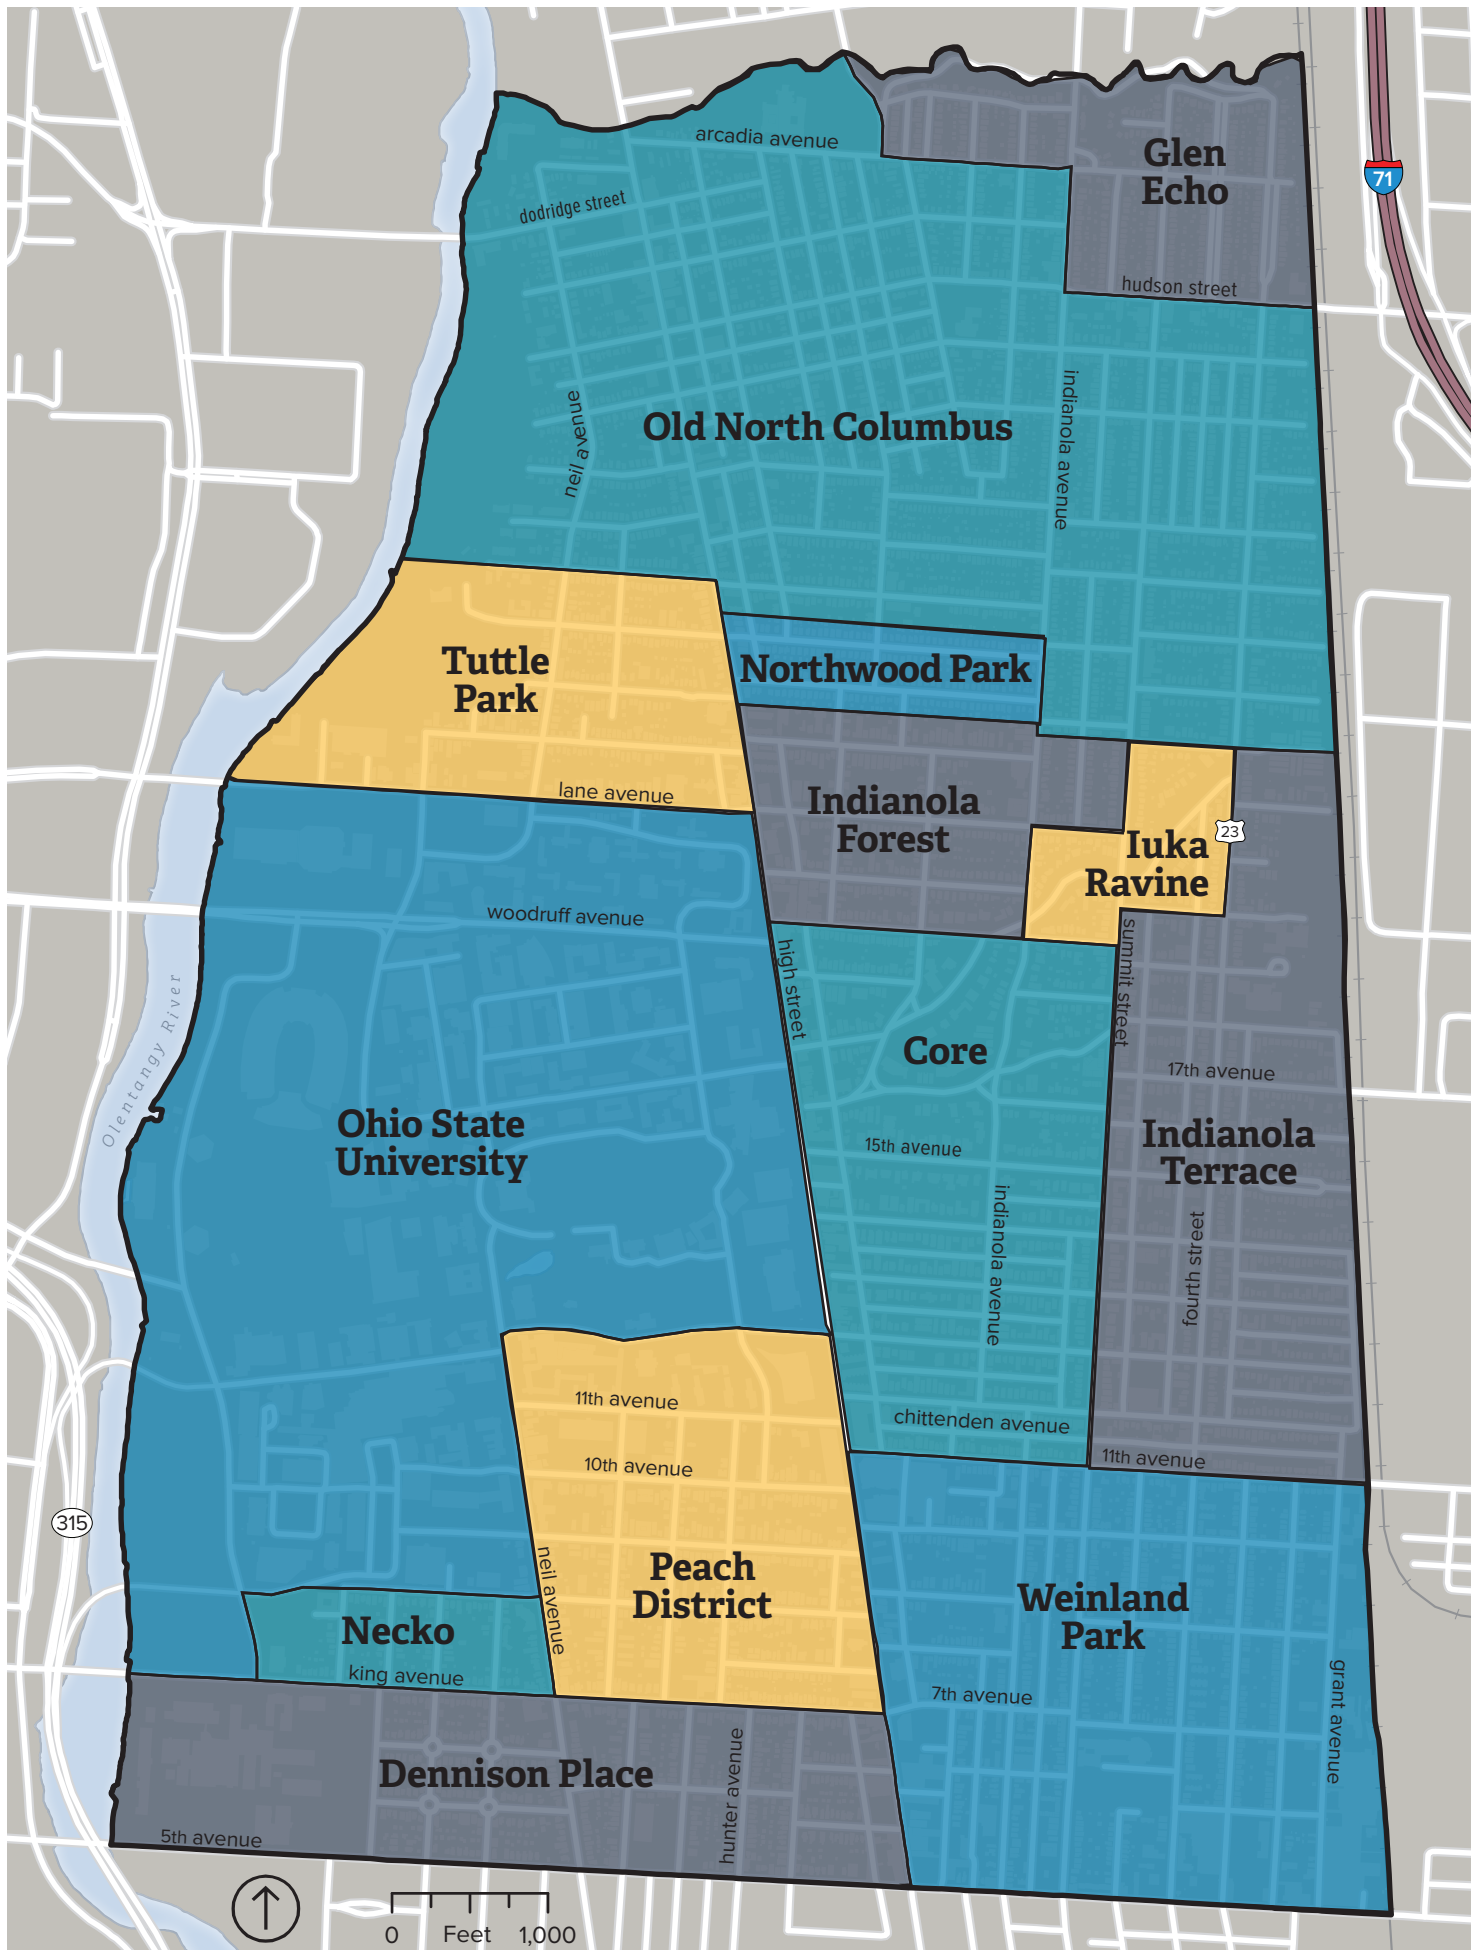 arcadia avenue
Glen
Echo
71
dodridge street
hudson street
neil avenue
Old North Columbus
indianola avenue
Tuttle
Park
Northwood Park
lane avenue
Indianola
Forest
23
Iuka
Ravine
woodruff avenue
high street
summit street
Olentangy River
Core
17th avenue
Ohio State
University
15th avenue
Indianola
Terrace
indianola avenue
fourth street
11th avenue
chittenden avenue
10th avenue
11th avenue
315
neil avenue
Peach
District
Weinland
Park
Necko
king avenue
7th avenue
grant avenue
Dennison Place
hunter avenue
5th avenue
0 Feet 1,000